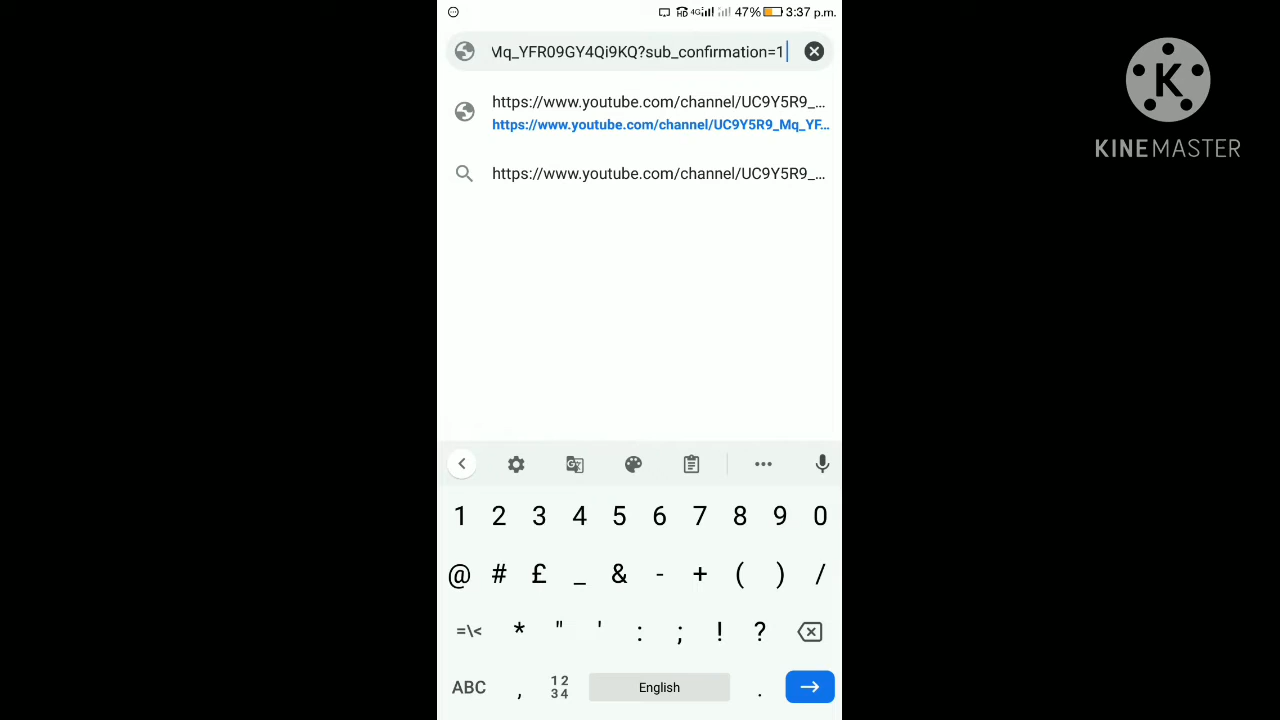 47% 3:37 p.m.
Mq_YFR09GY4Qi9KQ?sub_confirmation=1
https://www.youtube.com/channel/UC9Y5R9_...
https://www.youtube.com/channel/UC9Y5R9_Mq_YF...
https://www.youtube.com/channel/UC9Y5R9_...
K
KINEMASTER
1 2 3 4 5 6 7 8 9 0
@ # £ _ & - + ( ) /
=\< * " ' : ; ! ?
ABC , 12 34 English .